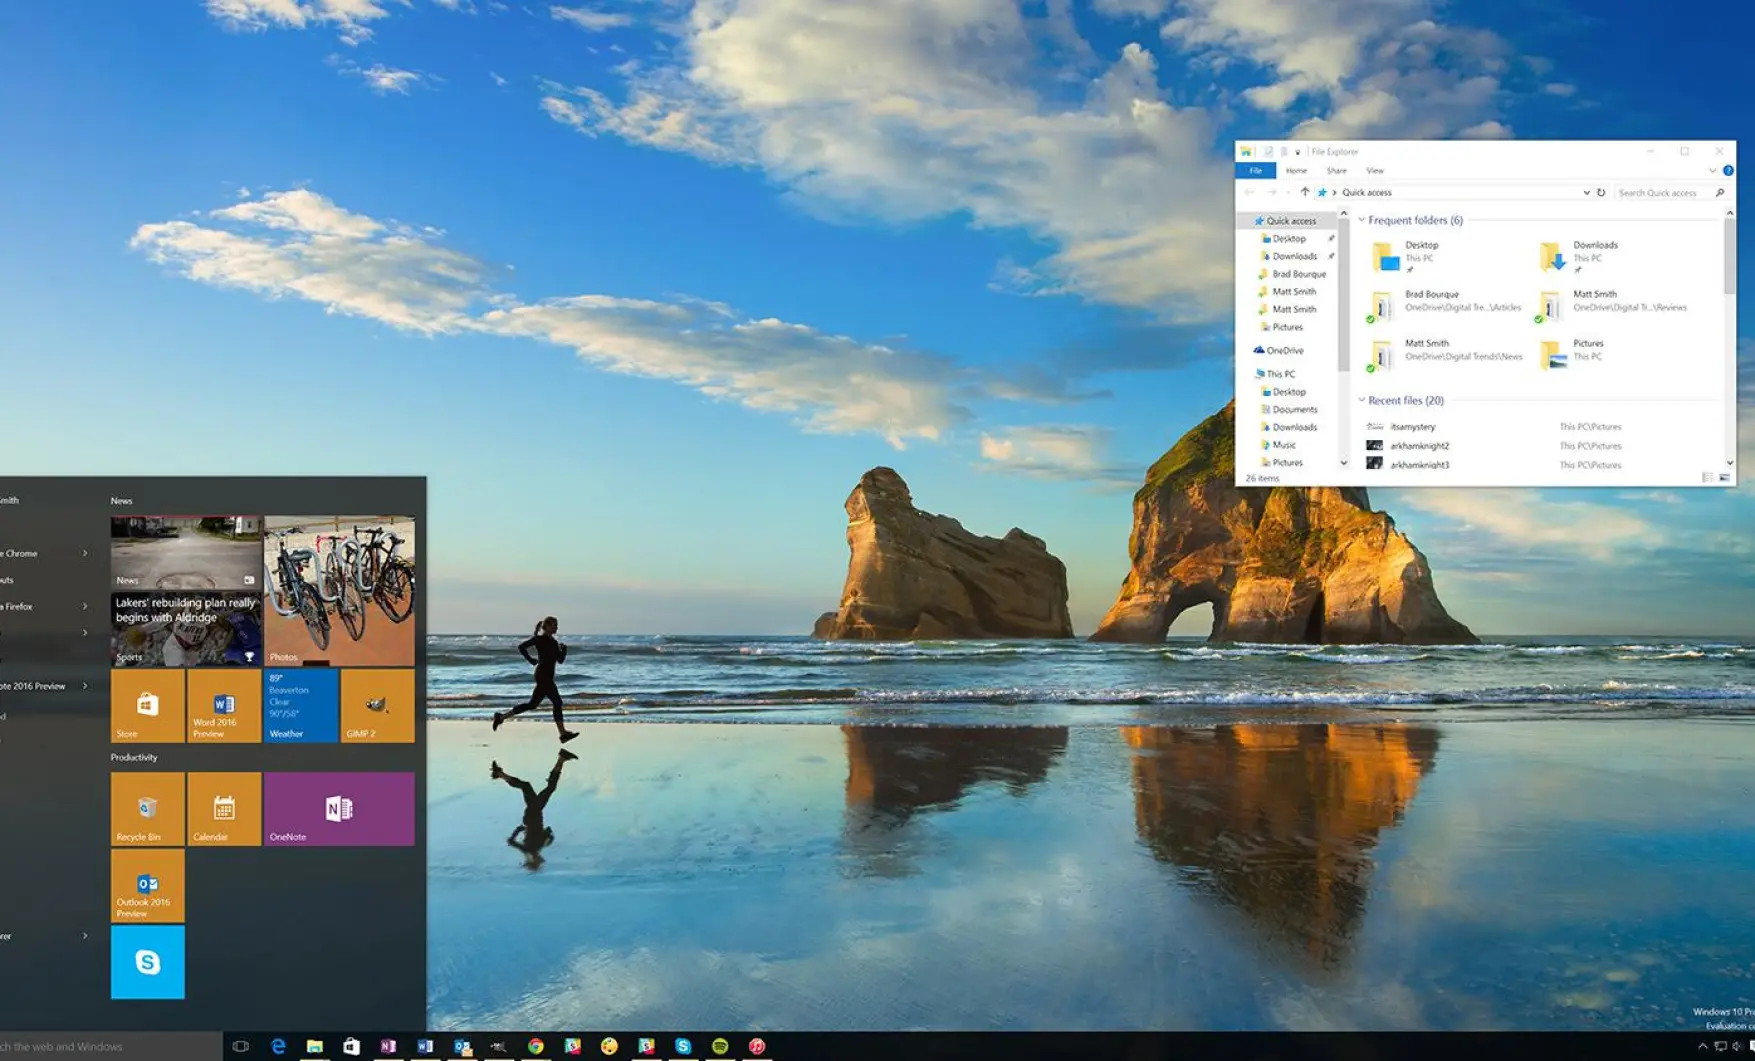 File Explorer
File Home Share View
Quick access
Search Quick access
Quick access
Desktop
Downloads
Brad Bourque
Matt Smith
Matt Smith
Pictures
OneDrive
This PC
Desktop
Documents
Downloads
Music
Pictures
26 items
Frequent folders (6)
Desktop
This PC
Downloads
This PC
Brad Bourque
OneDrive\Digital Tre...\Articles
Matt Smith
OneDrive\Digital Ti...\Reviews
Matt Smith
OneDrive\Digital Trends\News
Pictures
This PC
Recent files (20)
itsamystery This PC\Pictures
arkhamknight2 This PC\Pictures
arkhamknight3 This PC\Pictures
mith
e Chrome
outs
a Firefox
ote 2016 Preview
rer
News
News
Lakers' rebuilding plan really
begins with Aldridge
Sports
Photos
Store
Word 2016
Preview
89°
Beaverton
Clear
90°/58°
Weather
GIMP 2
Productivity
Recycle Bin
Calendar
OneNote
Outlook 2016
Preview
ch the web and Windows
Windows 10 Pro
Evaluation co